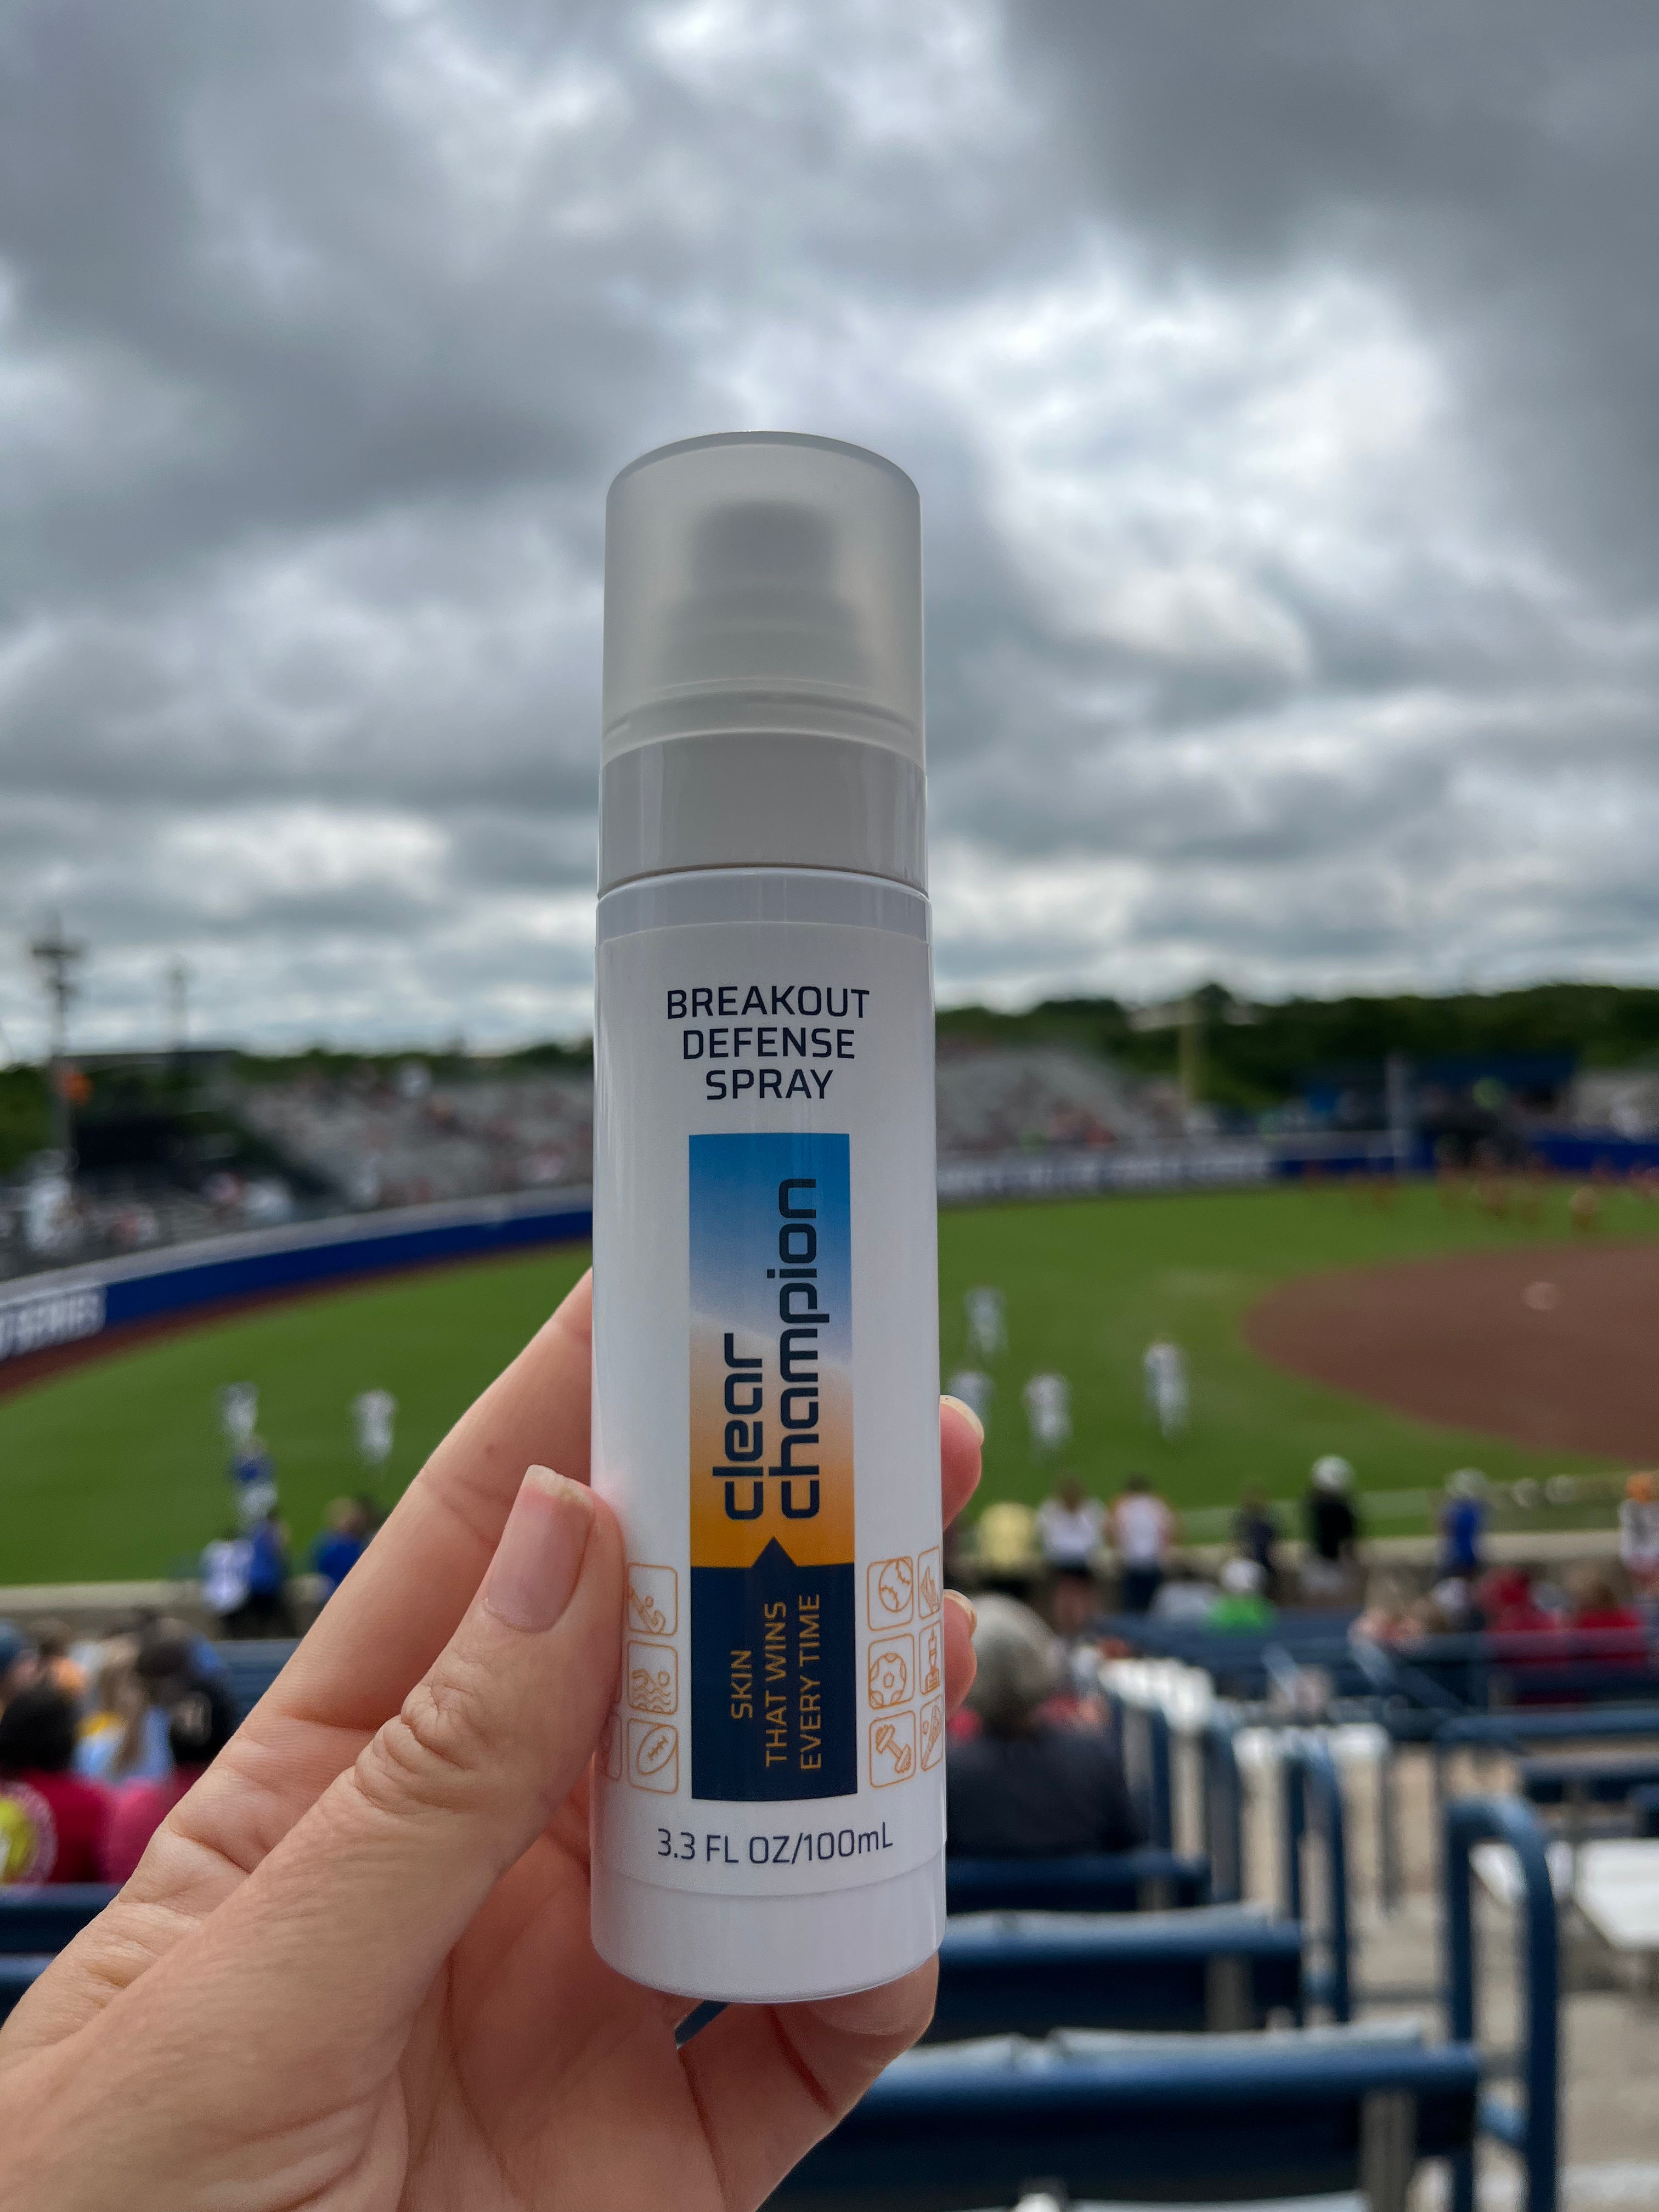 BREAKOUT
DEFENSE
SPRAY
clear
champion
SKIN
THAT WINS
EVERY TIME
3.3 FL OZ/100mL